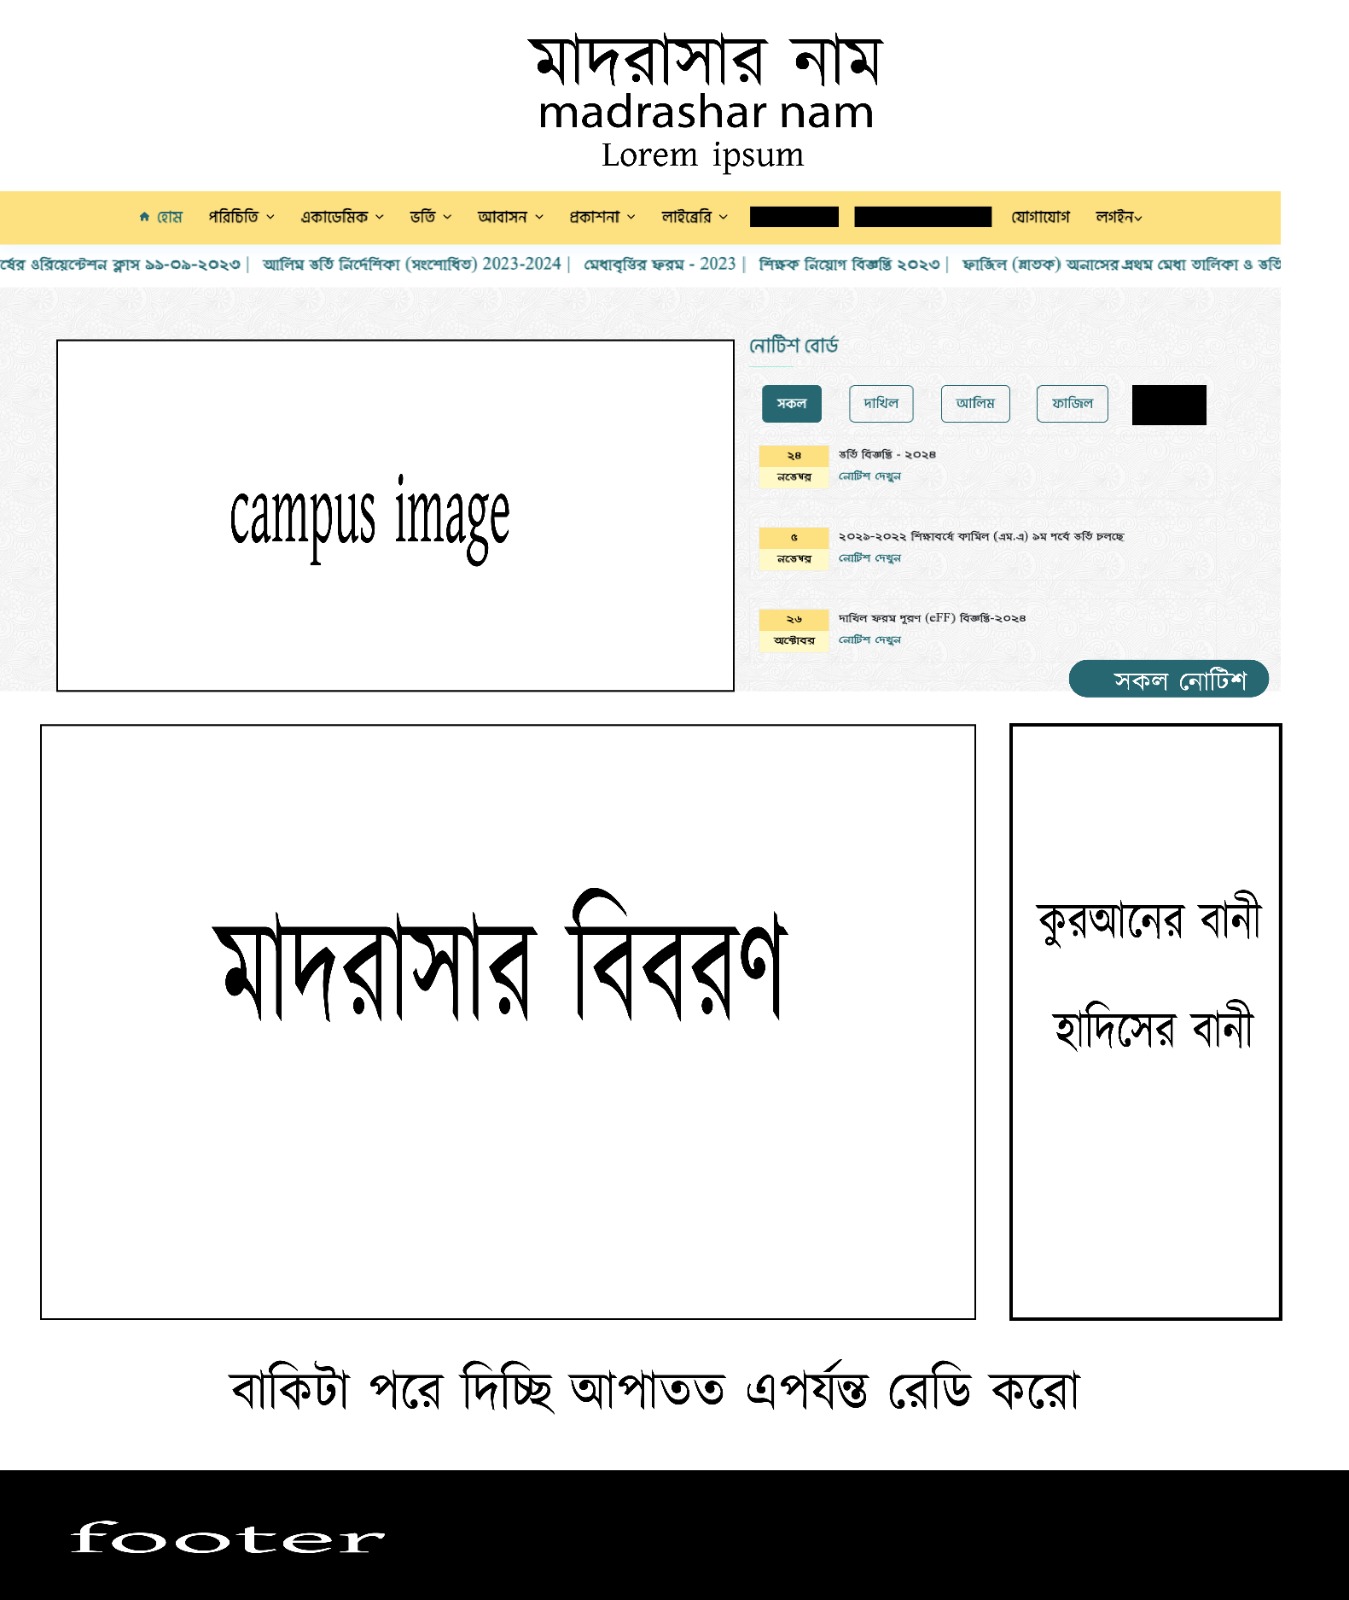 মাদরাসার নাম
madrashar nam
Lorem ipsum
হোম পরিচিতি একাডেমিক ভর্তি আবাসন প্রকাশনা লাইব্রেরি যোগাযোগ লগইন
র্ষের ওরিয়েন্টেশন ক্লাস ১১-০৯-২০২৩ | আলিম ভর্তি নির্দেশিকা (সংশোধিত) 2023-2024 | মেধাবৃত্তির ফরম - 2023 | শিক্ষক নিয়োগ বিজ্ঞপ্তি ২০২৩ | ফাজিল (স্নাতক) অনার্সের প্রথম মেধা তালিকা ও ভর্তি
নোটিশ বোর্ড
সকল দাখিল আলিম ফাজিল
২৪ ভর্তি বিজ্ঞপ্তি - ২০২৪
নভেম্বর নোটিশ দেখুন
৫ ২০২১-২০২২ শিক্ষাবর্ষে কামিল (এম.এ) ১ম পর্বে ভর্তি চলছে
নভেম্বর নোটিশ দেখুন
২৬ দাখিল ফরম পুরণ (eFF) বিজ্ঞপ্তি-২০২৪
অক্টোবর নোটিশ দেখুন
সকল নোটিশ
campus image
মাদরাসার বিবরণ
কুরআনের বানী
হাদিসের বানী
বাকিটা পরে দিচ্ছি আপাতত এপর্যন্ত রেডি করো
footer